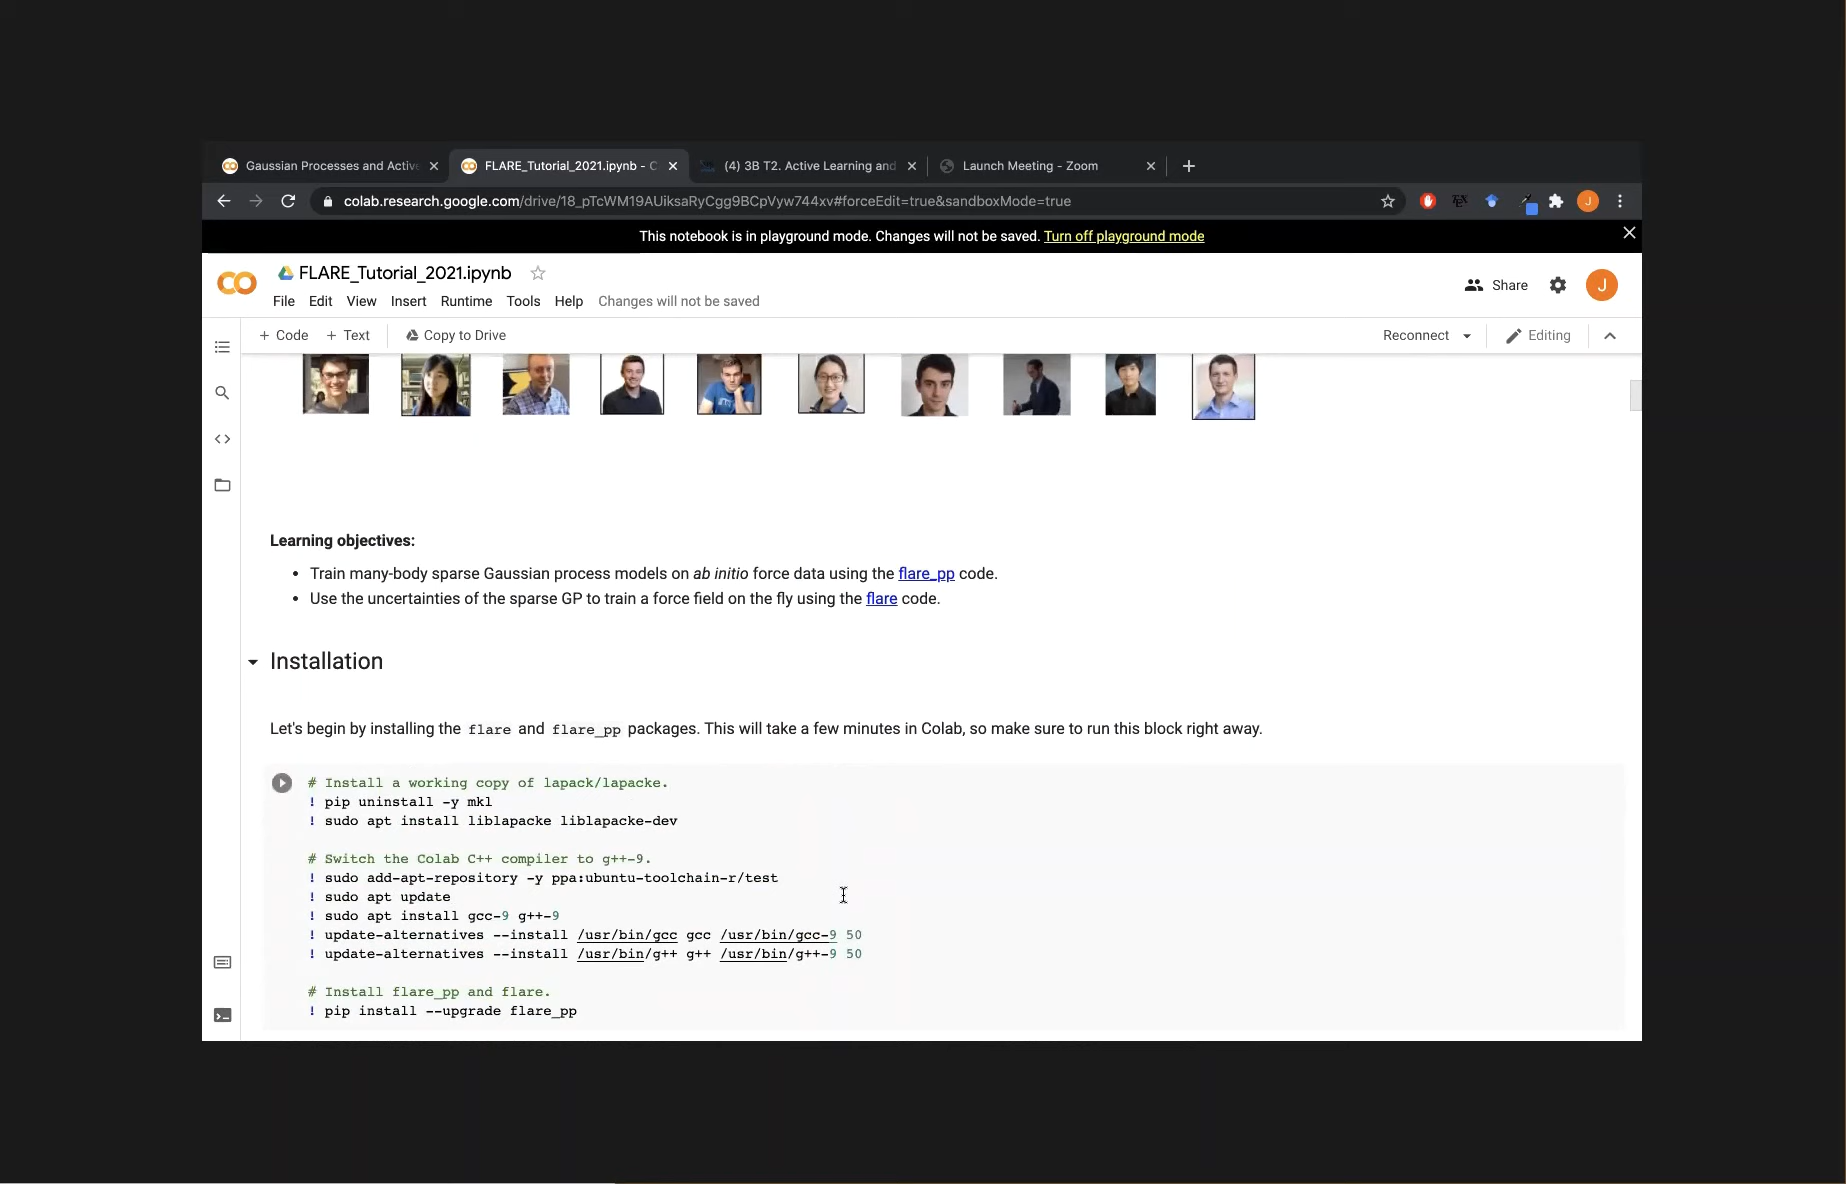 Gaussian Processes and Active
FLARE_Tutorial_2021.ipynb - C
(4) 3B T2. Active Learning and
Launch Meeting - Zoom
colab.research.google.com/drive/18_pTcWM19AUiksaRyCgg9BCpVyw744xv#forceEdit=true&sandboxMode=true
J
This notebook is in playground mode. Changes will not be saved. Turn off playground mode
FLARE_Tutorial_2021.ipynb
File Edit View Insert Runtime Tools Help Changes will not be saved
Share
J
+ Code + Text Copy to Drive
Reconnect Editing
Learning objectives:
• Train many-body sparse Gaussian process models on ab initio force data using the flare_pp code.
• Use the uncertainties of the sparse GP to train a force field on the fly using the flare code.
Installation
Let's begin by installing the flare and flare_pp packages. This will take a few minutes in Colab, so make sure to run this block right away.
# Install a working copy of lapack/lapacke.
! pip uninstall -y mkl
! sudo apt install liblapacke liblapacke-dev
# Switch the Colab C++ compiler to g++-9.
! sudo add-apt-repository -y ppa:ubuntu-toolchain-r/test
! sudo apt update
! sudo apt install gcc-9 g++-9
! update-alternatives --install /usr/bin/gcc gcc /usr/bin/gcc-9 50
! update-alternatives --install /usr/bin/g++ g++ /usr/bin/g++-9 50
# Install flare_pp and flare.
! pip install --upgrade flare_pp